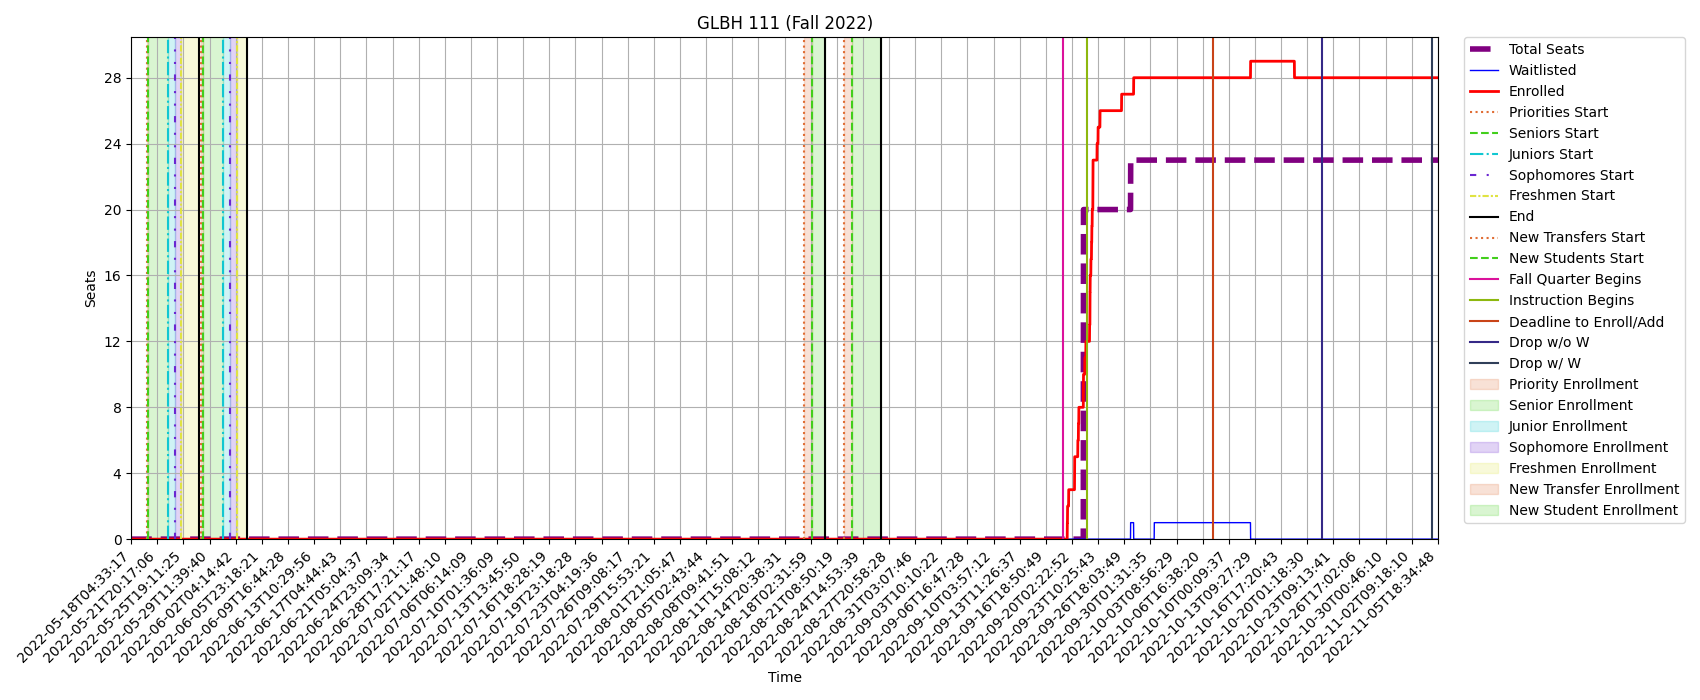 GLBH 111 (Fall 2022)
Seats
28
24
20
16
12
8
4
0
2022-05-18T04:33:17
2022-05-21T20:17:06
2022-05-25T19:11:25
2022-05-29T11:39:40
2022-06-02T04:14:42
2022-06-05T23:18:21
2022-06-09T16:44:28
2022-06-13T10:29:56
2022-06-17T04:44:43
2022-06-21T05:04:37
2022-06-24T23:09:34
2022-06-28T17:21:17
2022-07-02T11:48:10
2022-07-06T06:14:09
2022-07-10T01:36:09
2022-07-13T13:45:50
2022-07-16T18:28:19
2022-07-19T23:18:28
2022-07-23T04:19:36
2022-07-26T09:08:17
2022-07-29T15:53:21
2022-08-01T21:05:47
2022-08-05T02:43:44
2022-08-08T09:41:51
2022-08-11T15:08:12
2022-08-14T20:38:31
2022-08-18T02:31:59
2022-08-21T08:50:19
2022-08-24T14:53:39
2022-08-27T20:58:28
2022-08-31T03:07:46
2022-09-03T10:10:22
2022-09-06T16:47:28
2022-09-10T03:57:12
2022-09-13T11:26:37
2022-09-16T18:50:49
2022-09-20T02:22:52
2022-09-23T10:25:43
2022-09-26T18:03:49
2022-09-30T01:31:35
2022-10-03T08:56:29
2022-10-06T16:38:20
2022-10-10T00:09:37
2022-10-13T09:27:29
2022-10-16T17:20:43
2022-10-20T01:18:30
2022-10-23T09:13:41
2022-10-26T17:02:06
2022-10-30T00:46:10
2022-11-02T09:18:10
2022-11-05T18:34:48
Time
Total Seats
Waitlisted
Enrolled
Priorities Start
Seniors Start
Juniors Start
Sophomores Start
Freshmen Start
End
New Transfers Start
New Students Start
Fall Quarter Begins
Instruction Begins
Deadline to Enroll/Add
Drop w/o W
Drop w/ W
Priority Enrollment
Senior Enrollment
Junior Enrollment
Sophomore Enrollment
Freshmen Enrollment
New Transfer Enrollment
New Student Enrollment